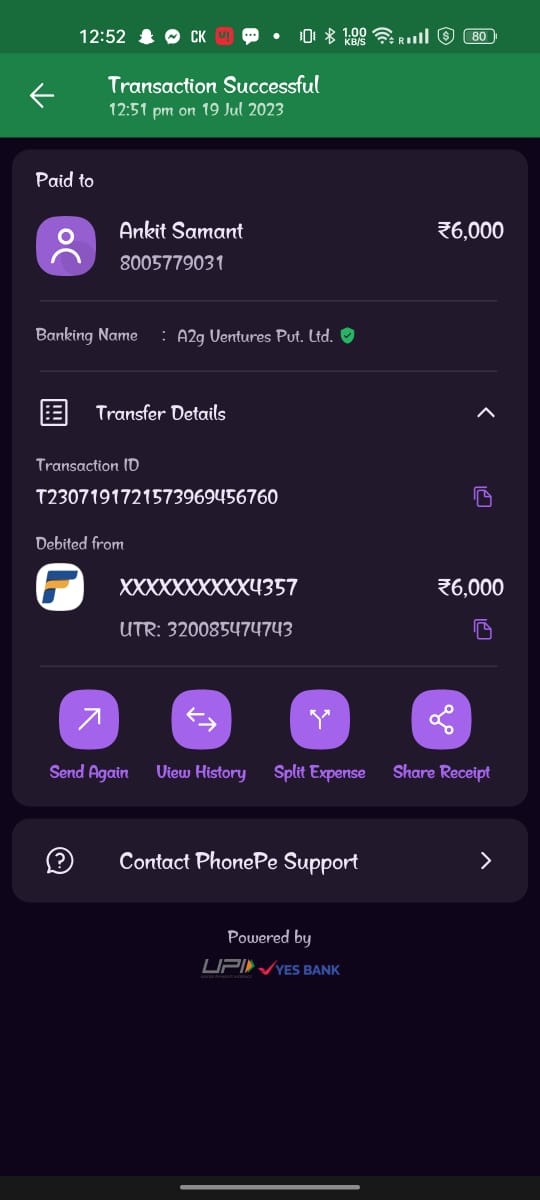 12:52 CK 1.00 KB/S R 80
Transaction Successful
12:51 pm on 19 Jul 2023
Paid to
Ankit Samant ₹6,000
8005779031
Banking Name : A2g Ventures Pvt. Ltd.
Transfer Details
Transaction ID
T2307191721573969456760
Debited from
XXXXXXXXXX4357 ₹6,000
UTR: 320085474743
Send Again View History Split Expense Share Receipt
Contact PhonePe Support
Powered by
UPI YES BANK